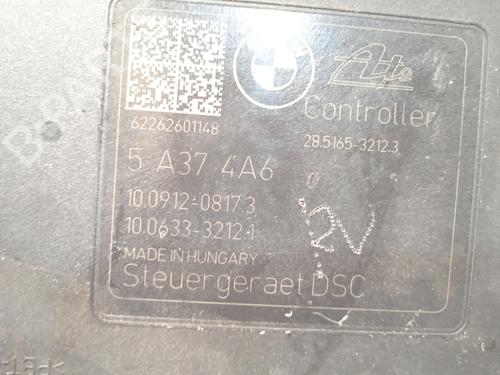 Ate
Controller
28.5165-3212.3
62262601148
5 A37 4A6
10.0912-0817.3
10.0633-3212.1
2V
MADE IN HUNGARY
Steuergeraet DSC